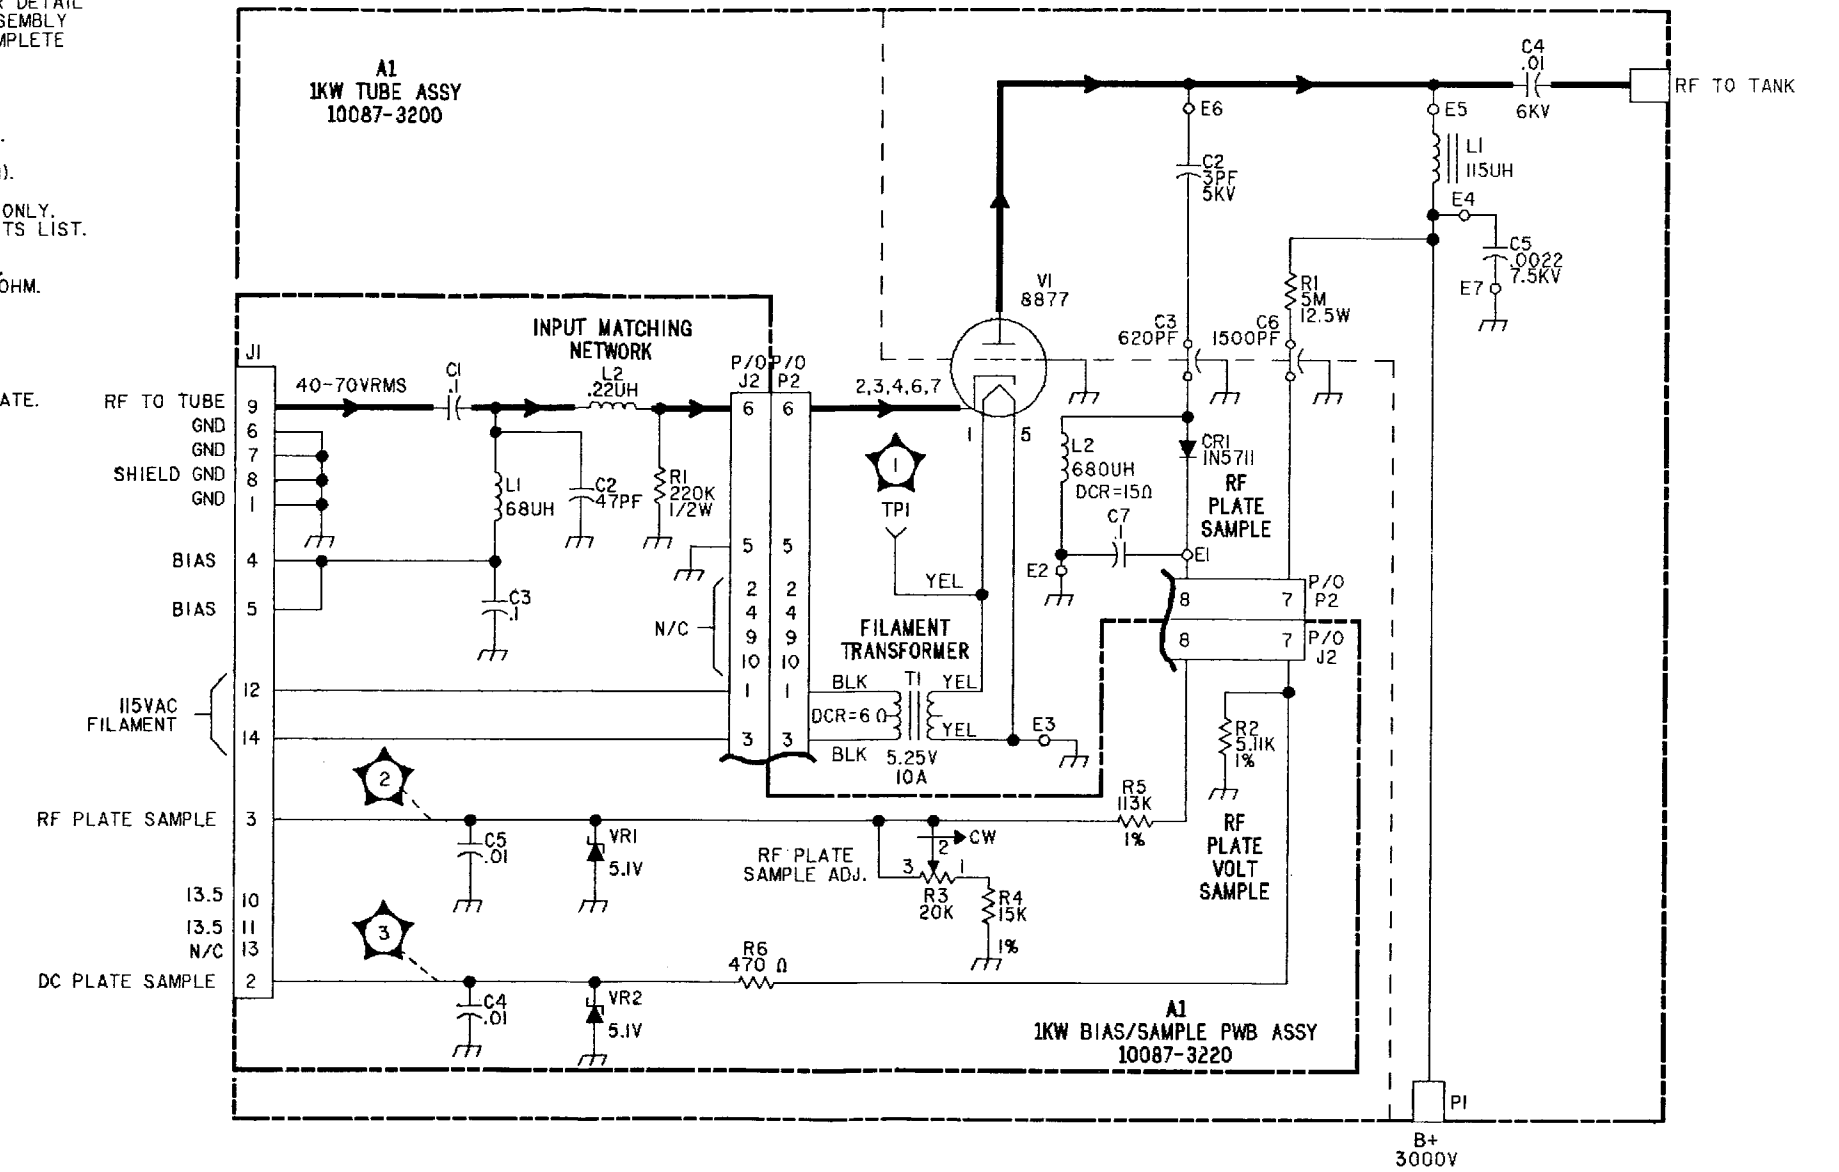 R DETAIL
SEMBLY
MPLETE
).
ONLY.
TS LIST.
OHM.
ATE.
A1
1KW TUBE ASSY
10087-3200
C4
.01
6KV
RF TO TANK
E6
E5
C2
3PF
5KV
L1
115UH
E4
C5
.0022
7.5KV
E7
R1
5M
12.5W
V1
8877
C3
620PF
C6
1500PF
INPUT MATCHING
NETWORK
J1
P/O P/O
J2 P2
RF TO TUBE 9
40-70VRMS
C1
.1
L2
.22UH
6 6
2,3,4,6,7
GND 6
GND 7
SHIELD GND 8
GND 1
L1
68UH
C2
47PF
R1
220K
1/2W
1
TP1
1 5
L2
680UH
DCR=15Ω
CR1
1N5711
RF
PLATE
SAMPLE
C7
.1
E1
E2
5 5
BIAS 4
BIAS 5
C3
.1
N/C
2 2
4 4
9 9
10 10
YEL
FILAMENT
TRANSFORMER
8 7
P/O
P2
8 7
P/O
J2
115VAC
FILAMENT
12
14
1 1
3 3
BLK
T1
YEL
DCR=6 Ω
YEL
BLK
5.25V
10A
E3
R2
5.11K
1%
2
RF PLATE SAMPLE 3
C5
.01
VR1
5.1V
RF PLATE
SAMPLE ADJ.
CW
2
3 1
R3
20K
R4
15K
1%
R5
113K
1%
RF
PLATE
VOLT
SAMPLE
13.5 10
13.5 11
N/C 13
3
DC PLATE SAMPLE 2
C4
.01
VR2
5.1V
R6
470 Ω
A1
1KW BIAS/SAMPLE PWB ASSY
10087-3220
P1
B+
3000V